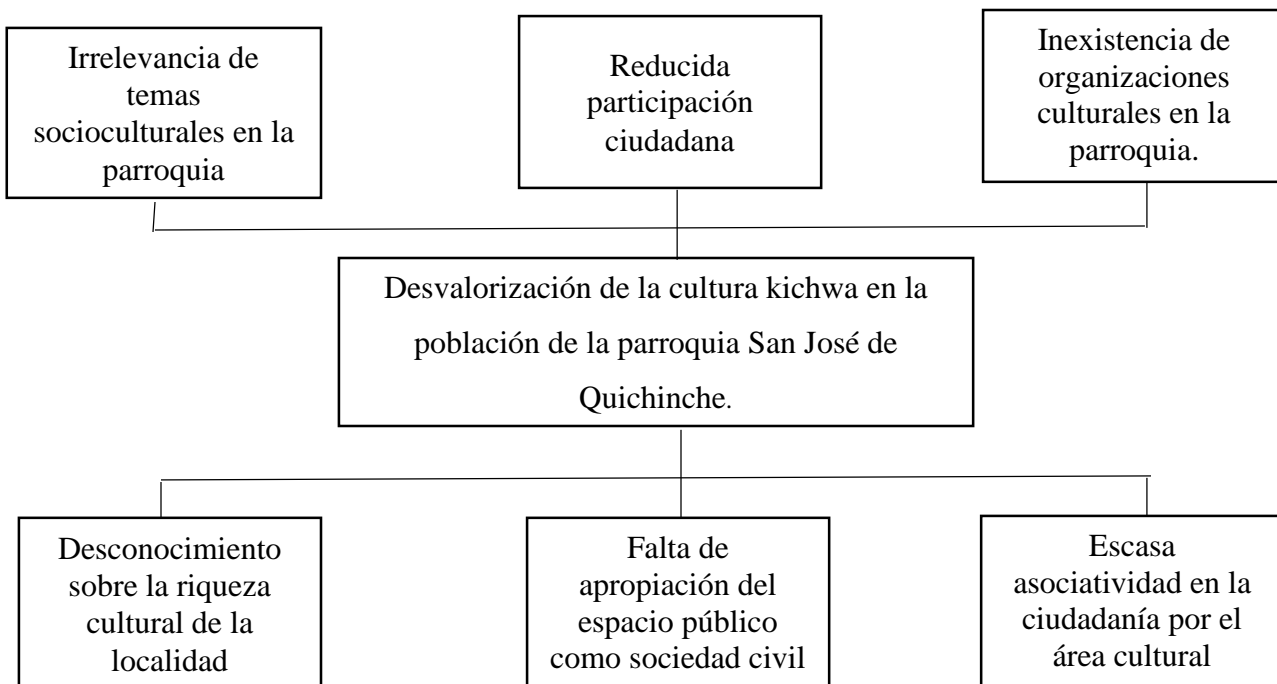 Irrelevancia de
temas
socioculturales en la
parroquia
Reducida
participación
ciudadana
Inexistencia de
organizaciones
culturales en la
parroquia.
Desvalorización de la cultura kichwa en la
población de la parroquia San José de
Quichinche.
Desconocimiento
sobre la riqueza
cultural de la
localidad
Falta de
apropiación del
espacio público
como sociedad civil
Escasa
asociatividad en la
ciudadanía por el
área cultural